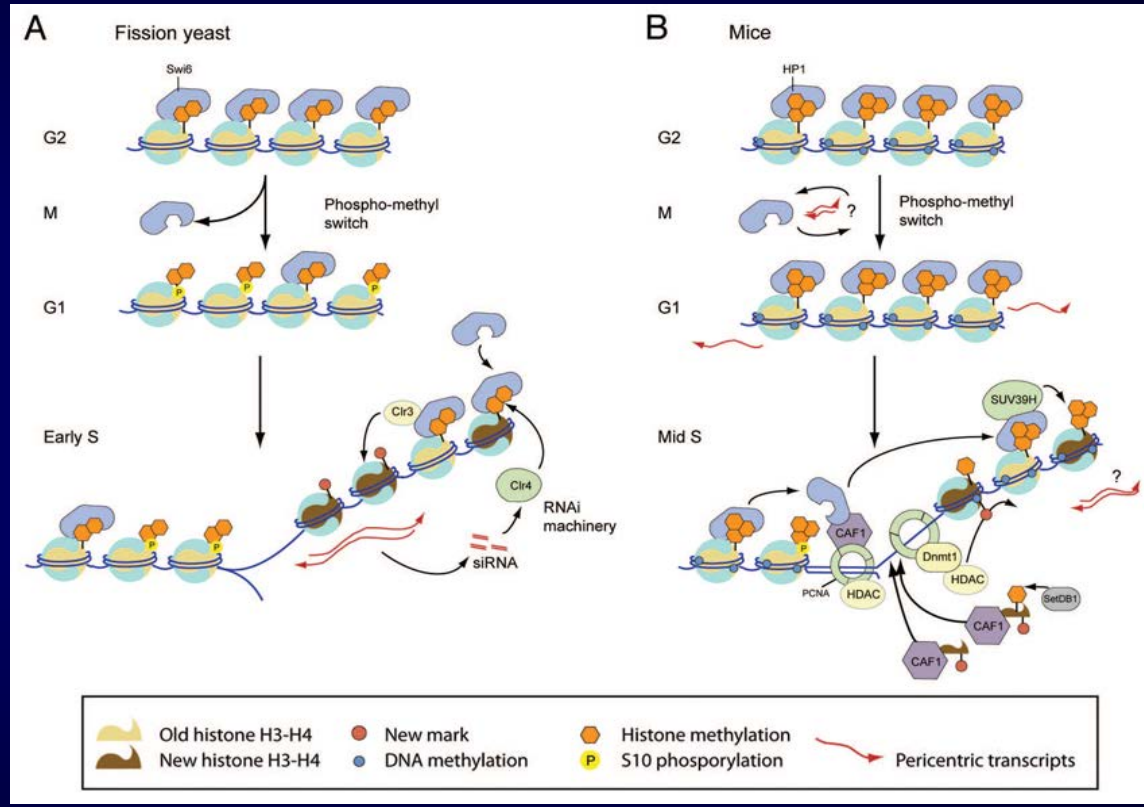 A
Fission yeast
Swi6
G2
M
Phospho-methyl
switch
P
P
P
G1
Early S
Clr3
Clr4
RNAi
machinery
siRNA
P
P
B
Mice
HP1
G2
M
?
Phospho-methyl
switch
G1
Mid S
SUV39H
?
P
CAF1
Dnmt1
HDAC
PCNA
HDAC
SetDB1
CAF1
CAF1
Old histone H3-H4
New mark
Histone methylation
New histone H3-H4
DNA methylation
P
S10 phosporylation
Pericentric transcripts